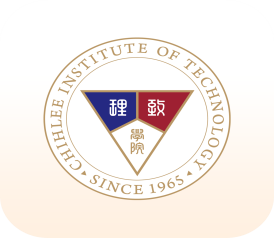 CHIHLEE INSTITUTE OF TECHNOLOGY
理致
學院
SINCE 1965